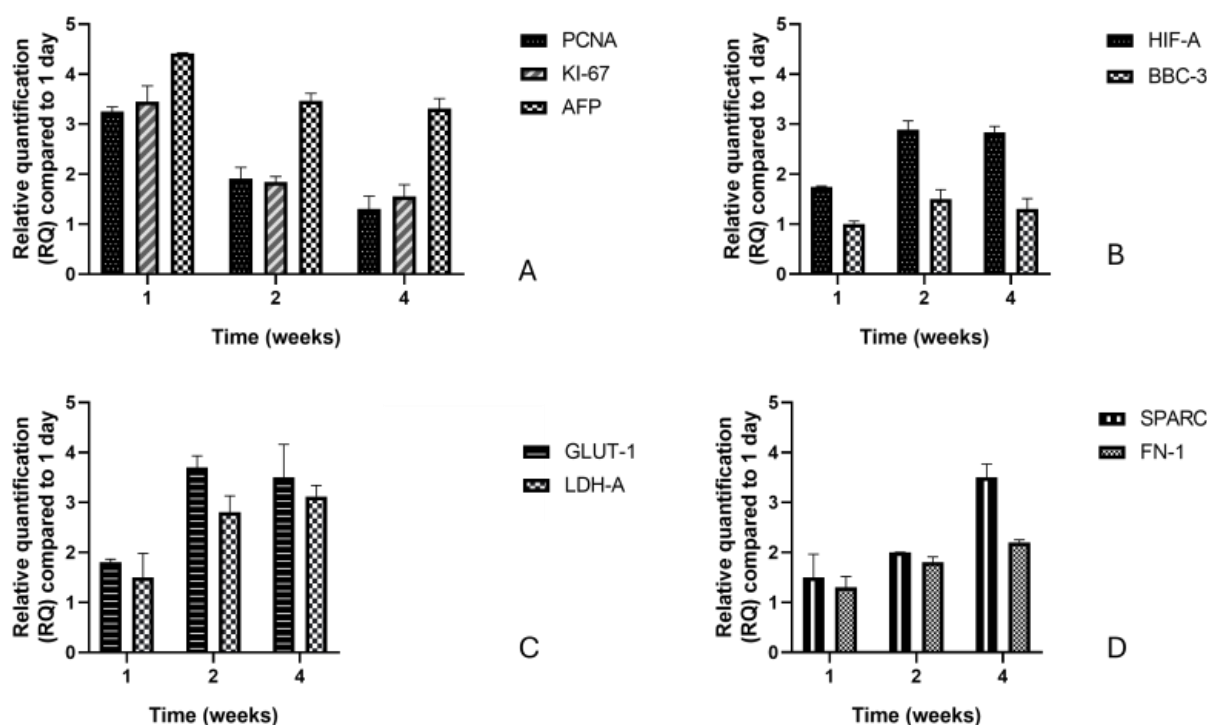 5
4
3
2
1
0
Relative quantification
(RQ) compared to 1 day
1
2
4
Time (weeks)
PCNA
KI-67
AFP
A
5
4
3
2
1
0
Relative quantification
(RQ) compared to 1 day
1
2
4
Time (weeks)
HIF-A
BBC-3
B
5
4
3
2
1
0
Relative quantification
(RQ) compared to 1 day
1
2
4
Time (weeks)
GLUT-1
LDH-A
C
5
4
3
2
1
0
Relative quantification
(RQ) compared to 1 day
1
2
4
Time (weeks)
SPARC
FN-1
D